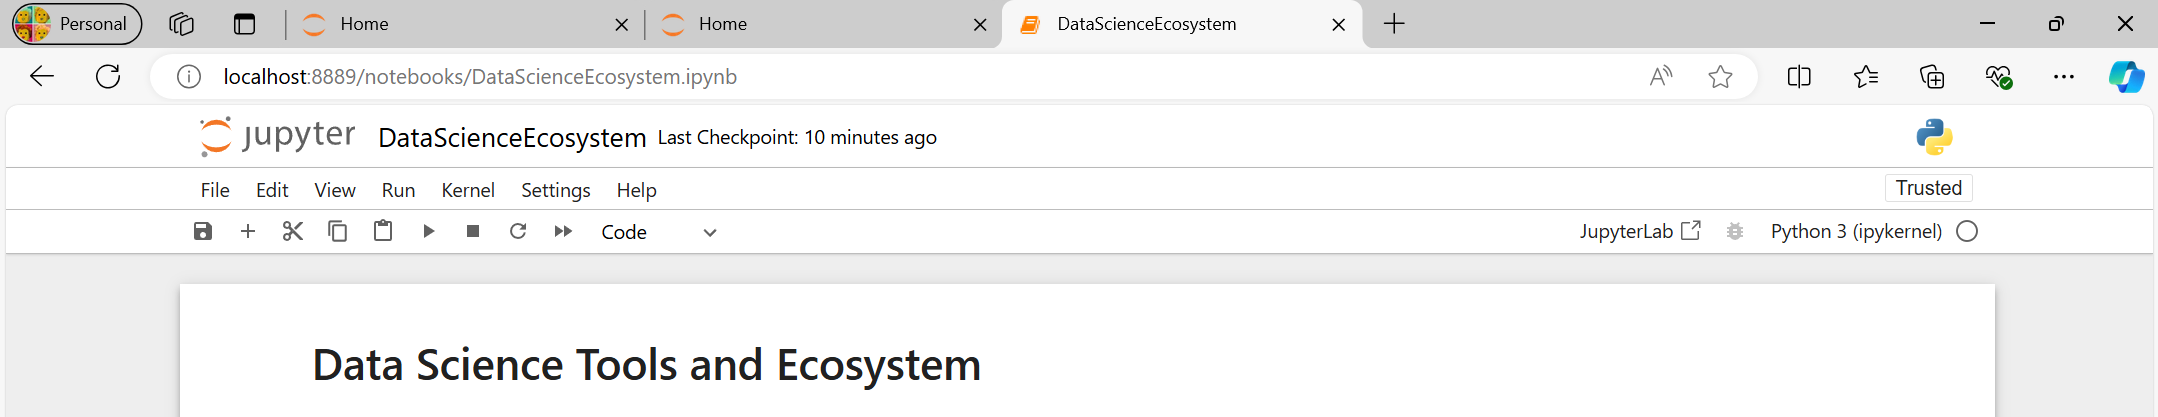 Personal Home Home DataScienceEcosystem
localhost:8889/notebooks/DataScienceEcosystem.ipynb
jupyter DataScienceEcosystem Last Checkpoint: 10 minutes ago
File Edit View Run Kernel Settings Help Trusted
Code JupyterLab Python 3 (ipykernel)
Data Science Tools and Ecosystem